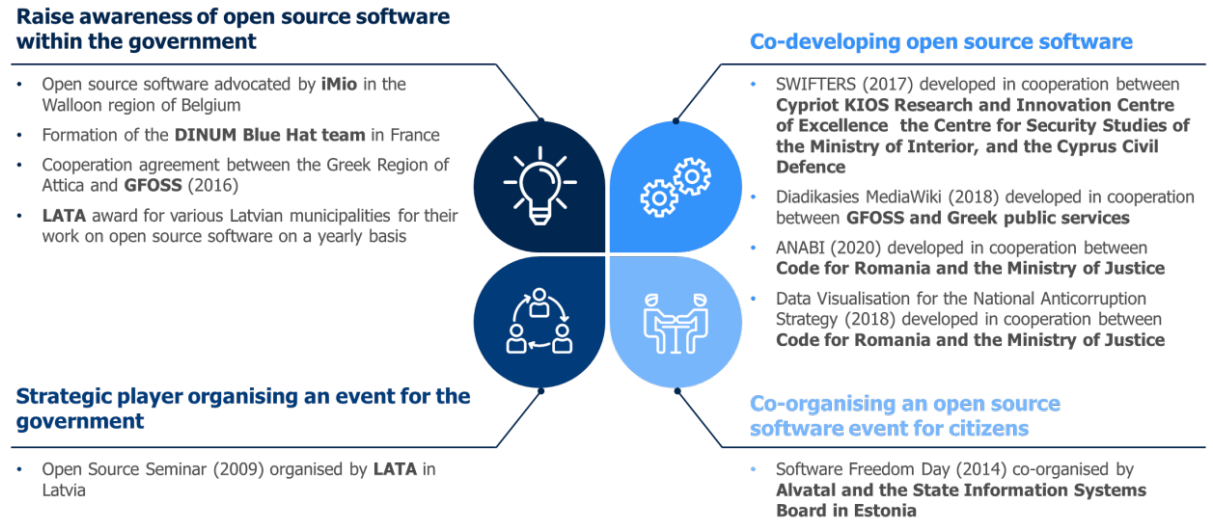 Raise awareness of open source software
within the government
• Open source software advocated by iMio in the
Walloon region of Belgium
• Formation of the DINUM Blue Hat team in France
• Cooperation agreement between the Greek Region of
Attica and GFOSS (2016)
• LATA award for various Latvian municipalities for their
work on open source software on a yearly basis
Co-developing open source software
• SWIFTERS (2017) developed in cooperation between
Cypriot KIOS Research and Innovation Centre
of Excellence the Centre for Security Studies of
the Ministry of Interior, and the Cyprus Civil
Defence
• Diadikasies MediaWiki (2018) developed in cooperation
between GFOSS and Greek public services
• ANABI (2020) developed in cooperation between
Code for Romania and the Ministry of Justice
• Data Visualisation for the National Anticorruption
Strategy (2018) developed in cooperation between
Code for Romania and the Ministry of Justice
Strategic player organising an event for the
government
• Open Source Seminar (2009) organised by LATA in
Latvia
Co-organising an open source
software event for citizens
• Software Freedom Day (2014) co-organised by
Alvatal and the State Information Systems
Board in Estonia